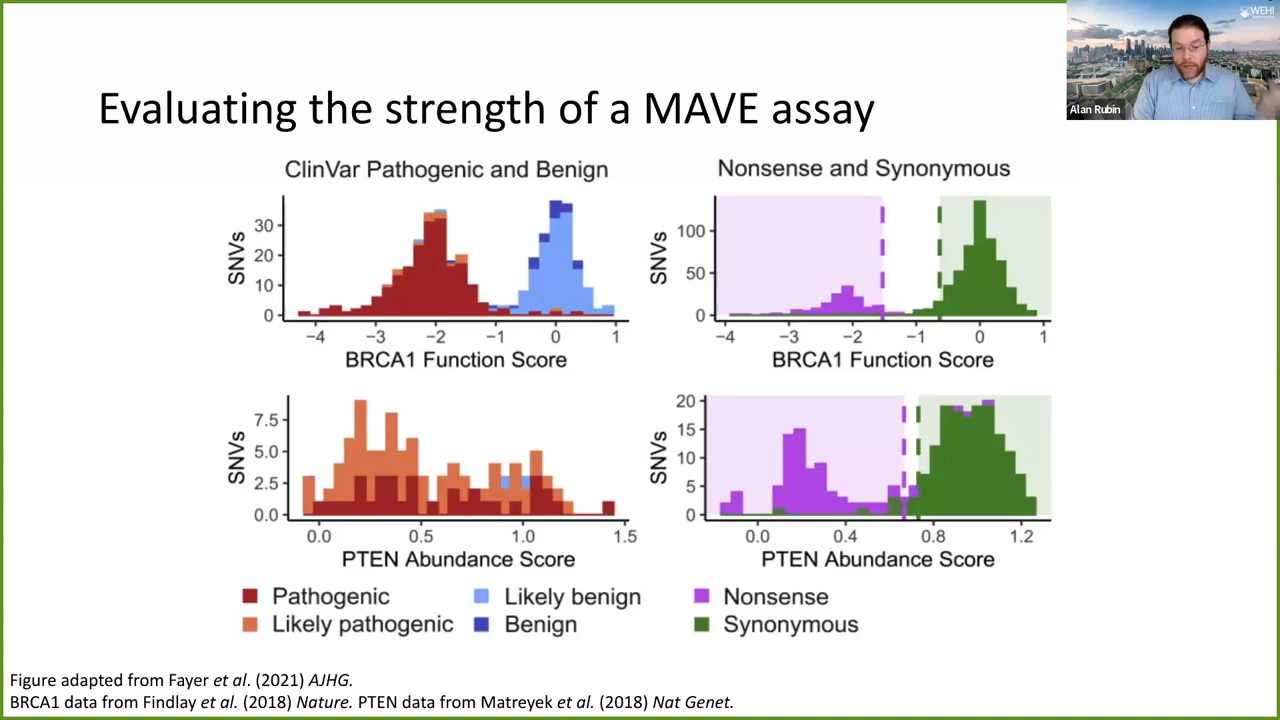 WEHI
Alan Rubin
Evaluating the strength of a MAVE assay
ClinVar Pathogenic and Benign
SNVs
30
20
10
0
−4 −3 −2 −1 0 1
BRCA1 Function Score
Nonsense and Synonymous
SNVs
100
50
0
−4 −3 −2 −1 0 1
BRCA1 Function Score
SNVs
7.5
5.0
2.5
0.0
0.0 0.5 1.0 1.5
PTEN Abundance Score
SNVs
20
15
10
5
0
0.0 0.4 0.8 1.2
PTEN Abundance Score
Pathogenic
Likely benign
Nonsense
Likely pathogenic
Benign
Synonymous
Figure adapted from Fayer et al. (2021) AJHG.
BRCA1 data from Findlay et al. (2018) Nature. PTEN data from Matreyek et al. (2018) Nat Genet.